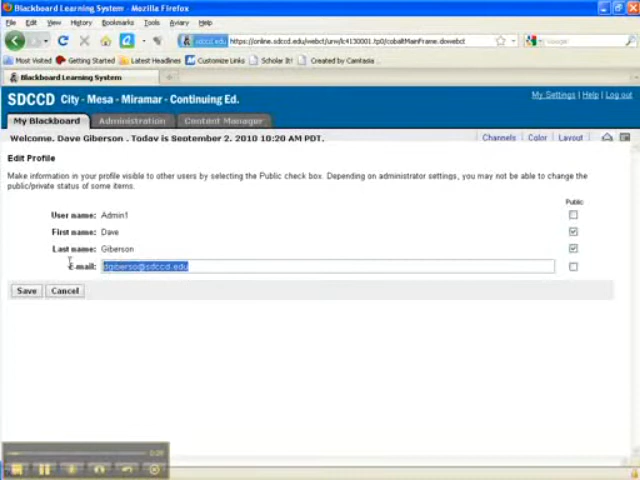 Blackboard Learning System - Mozilla Firefox
File Edit View History Bookmarks Tools Aviary Help
sdccd.edu https://online.sdccd.edu/webct/urw/lc4130001.tp0/cobaltMainFrame.dowebct
Most Visited Getting Started Latest Headlines Customize Links Scholar It! Created by Camtasia
Blackboard Learning System
SDCCD City - Mesa - Miramar - Continuing Ed. My Settings | Help | Log out
My Blackboard Administration Content Manager
Welcome, Dave Giberson . Today is September 2, 2010 10:20 AM PDT. Channels Color Layout
Edit Profile
Make information in your profile visible to other users by selecting the Public check box. Depending on administrator settings, you may not be able to change the
public/private status of some items.
Public
User name: Admin1
First name: Dave
Last name: Giberson
E-mail: dgiberso@sdccd.edu
Save Cancel